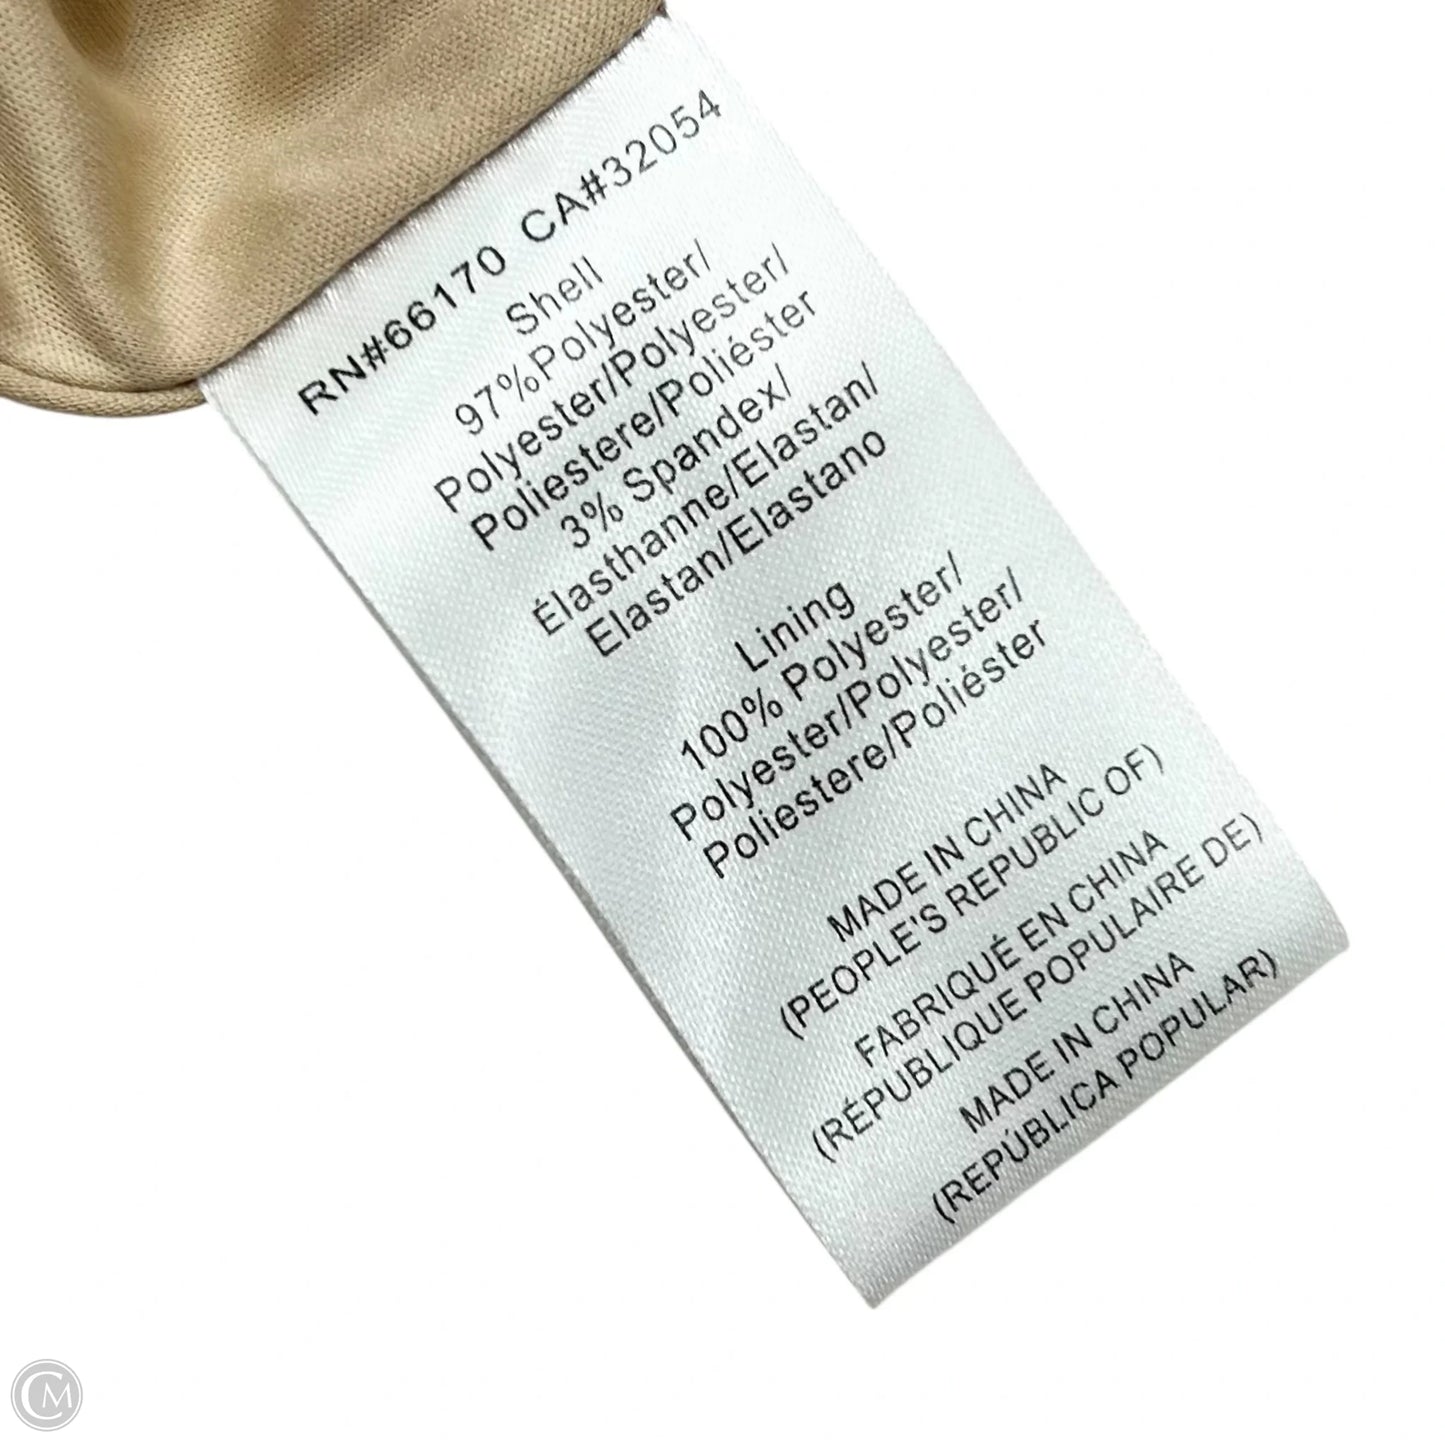 RN#66170 CA#32054
Shell
97%Polyester/
Polyester/Polyester/
Poliestere/Poliéster
3% Spandex/
Élasthanne/Elastan/
Elastan/Elastano
Lining
100% Polyester/
Polyester/Polyester/
Poliestere/Poliéster
MADE IN CHINA
(PEOPLE'S REPUBLIC OF)
FABRIQUÉ EN CHINA
(RÉPUBLIQUE POPULAIRE DE)
MADE IN CHINA
(REPÚBLICA POPULAR)
CM